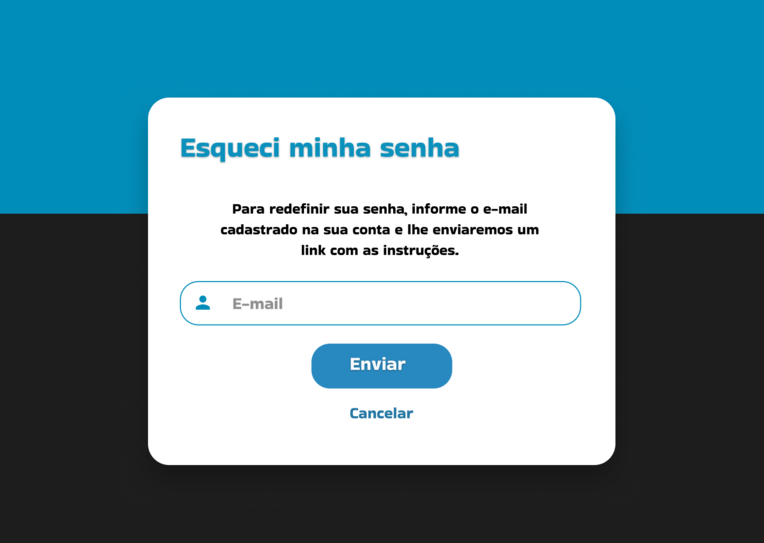 Esqueci minha senha
Para redefinir sua senha, informe o e-mail
cadastrado na sua conta e lhe enviaremos um
link com as instruções.
E-mail
Enviar
Cancelar